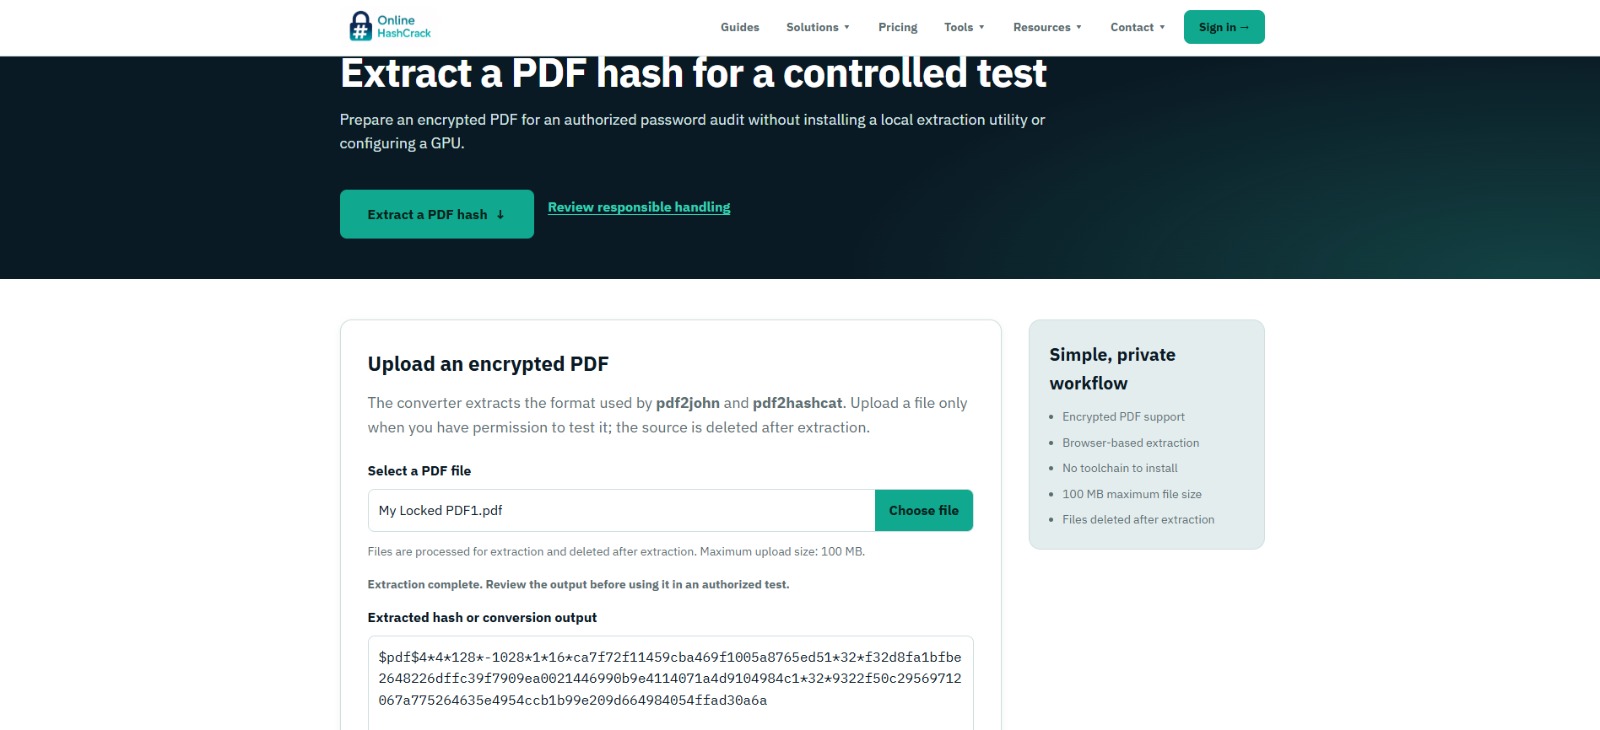 Online
HashCrack
Guides
Solutions ▾
Pricing
Tools ▾
Resources ▾
Contact ▾
Sign in →
Extract a PDF hash for a controlled test
Prepare an encrypted PDF for an authorized password audit without installing a local extraction utility or
configuring a GPU.
Extract a PDF hash ↓
Review responsible handling
Upload an encrypted PDF
The converter extracts the format used by pdf2john and pdf2hashcat. Upload a file only
when you have permission to test it; the source is deleted after extraction.
Select a PDF file
My Locked PDF1.pdf
Choose file
Files are processed for extraction and deleted after extraction. Maximum upload size: 100 MB.
Extraction complete. Review the output before using it in an authorized test.
Extracted hash or conversion output
$pdf$4*4*128*-1028*1*16*ca7f72f11459cba469f1005a8765ed51*32*f32d8fa1bfbe
2648226dffc39f7909ea0021446990b9e4114071a4d9104984c1*32*9322f50c29569712
067a775264635e4954ccb1b99e209d664984054ffad30a6a
Simple, private
workflow
• Encrypted PDF support
• Browser-based extraction
• No toolchain to install
• 100 MB maximum file size
• Files deleted after extraction